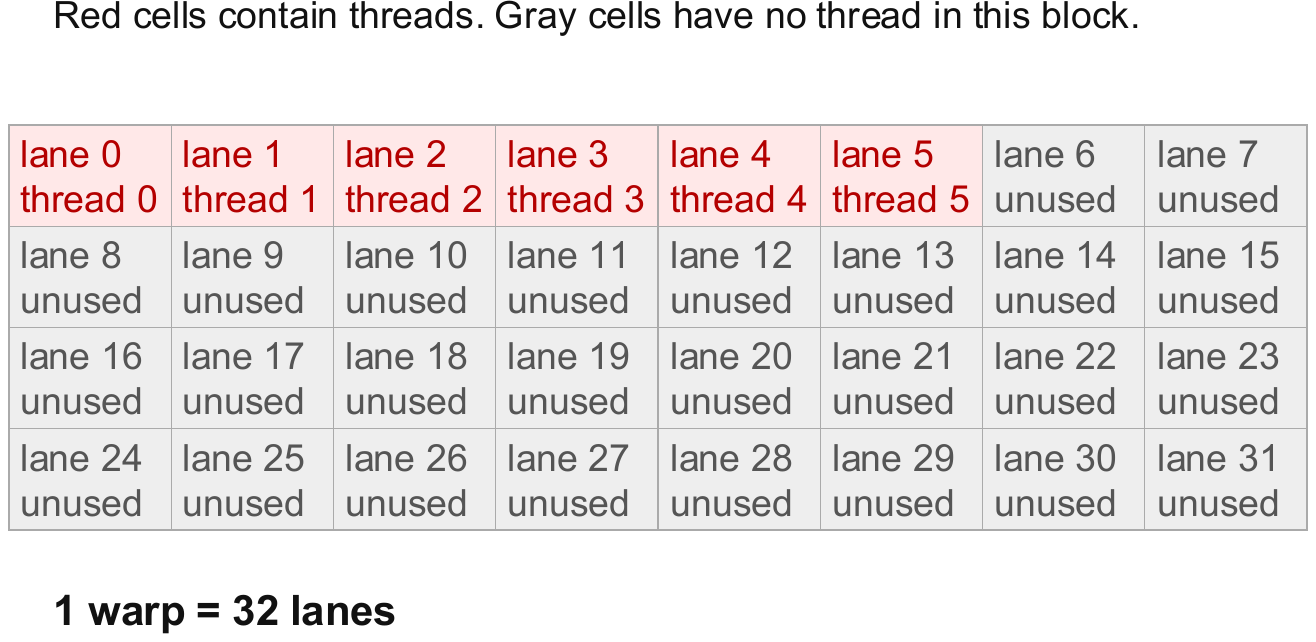 Red cells contain threads. Gray cells have no thread in this block.
lane 0 lane 1 lane 2 lane 3 lane 4 lane 5 lane 6 lane 7
thread 0 thread 1 thread 2 thread 3 thread 4 thread 5 unused unused
lane 8 lane 9 lane 10 lane 11 lane 12 lane 13 lane 14 lane 15
unused unused unused unused unused unused unused unused
lane 16 lane 17 lane 18 lane 19 lane 20 lane 21 lane 22 lane 23
unused unused unused unused unused unused unused unused
lane 24 lane 25 lane 26 lane 27 lane 28 lane 29 lane 30 lane 31
unused unused unused unused unused unused unused unused
1 warp = 32 lanes